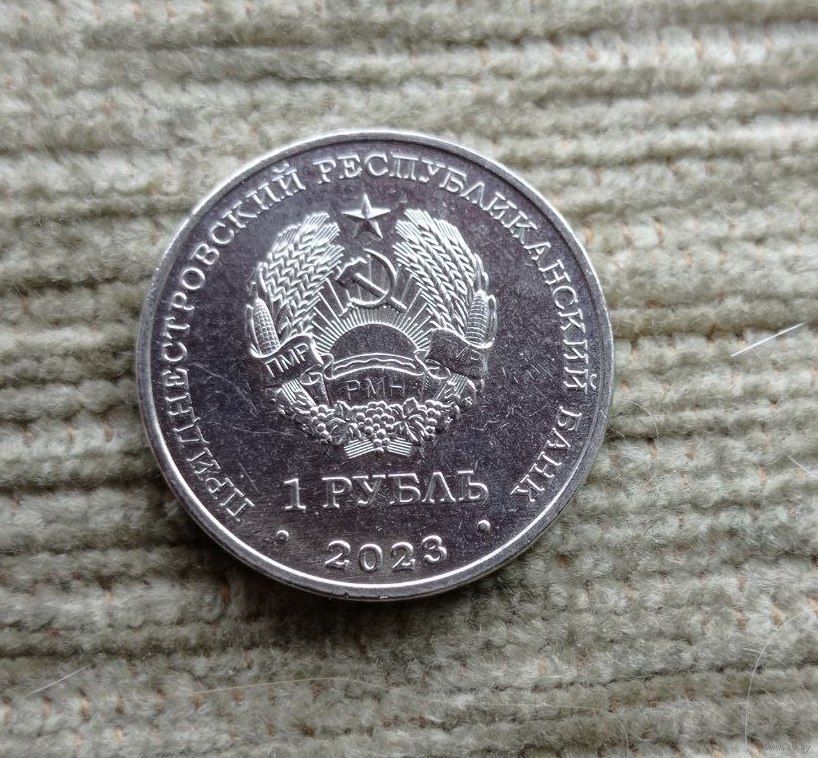 ПРИДНЕСТРОВСКИЙ РЕСПУБЛИКАНСКИЙ БАНК
ПМР
РМН
1 РУБЛЬ
2023